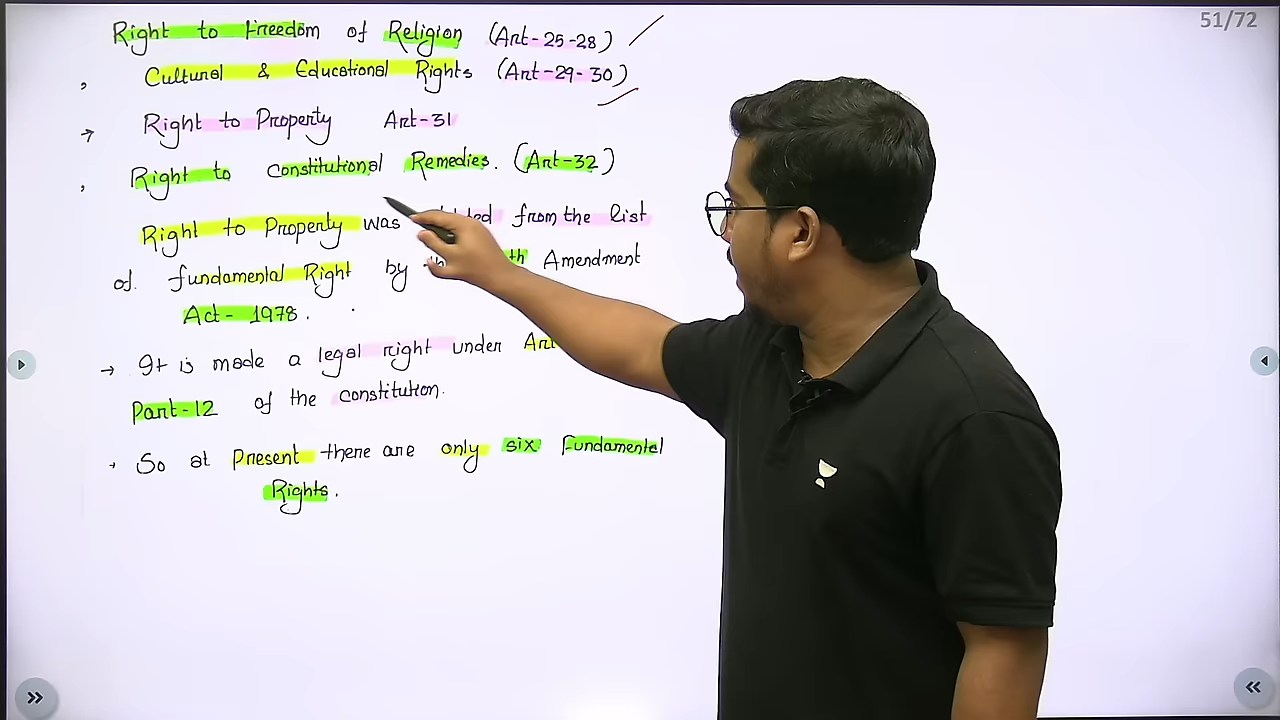 51/72
Right to Freedom of Religion (Art-25-28)
Cultural & Educational Rights (Art-29-30)
→ Right to Property Art-31
Right to Constitutional Remedies. (Art-32)
Right to Property was from the list
of fundamental Right by Amendment
Act-1978.
→ It is made a legal right under
Part-12 of the constitution.
So at Present there are only six Fundamental
Rights.